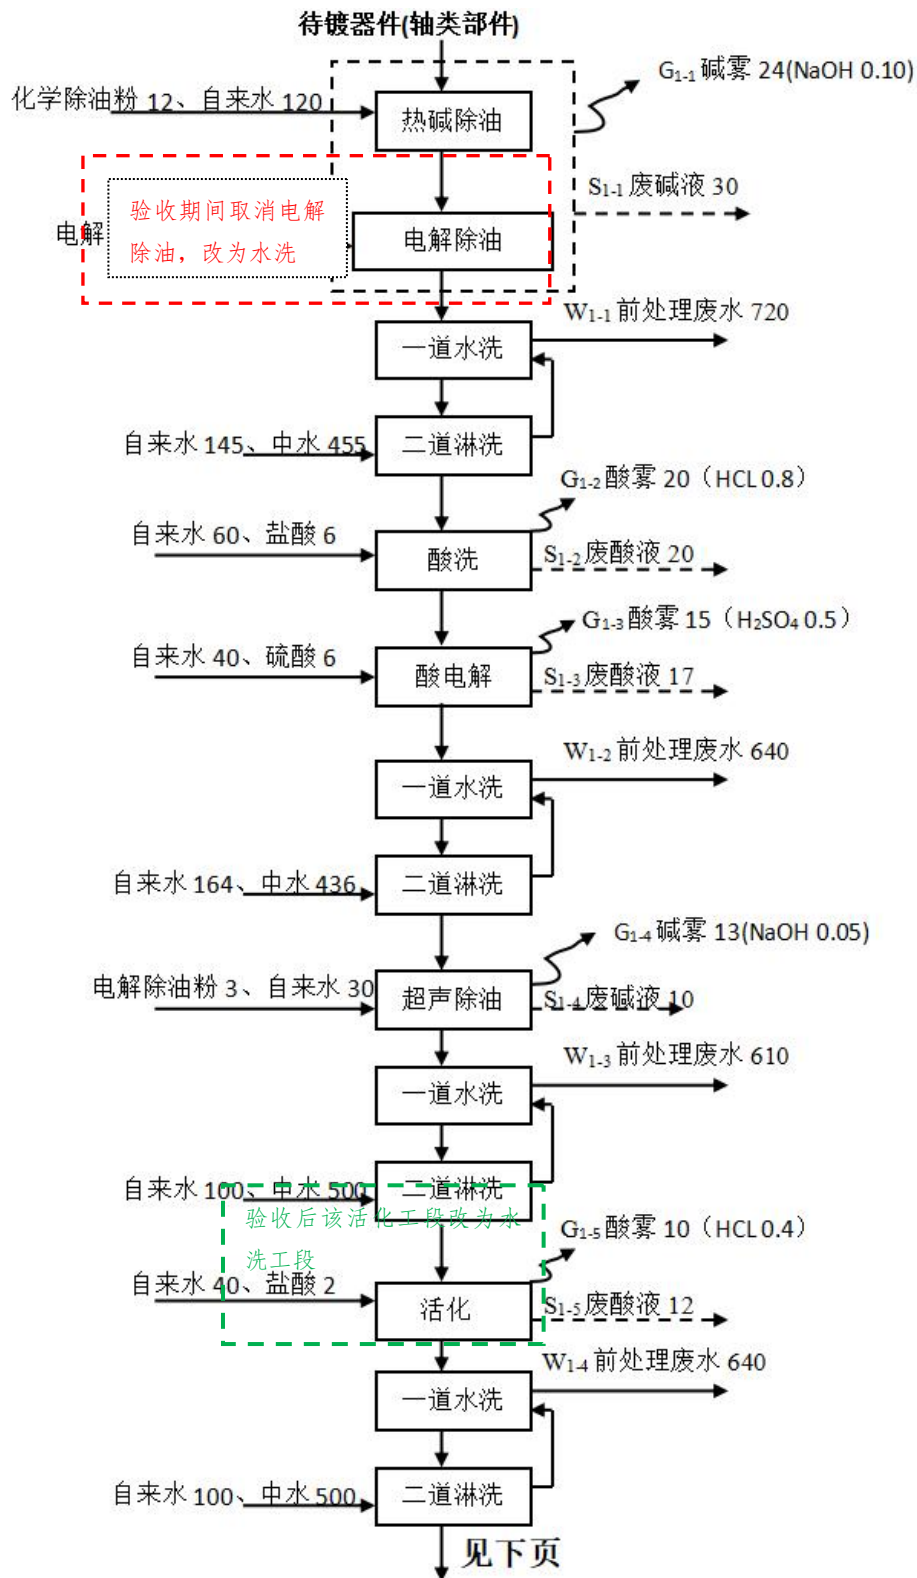 待镀器件(轴类部件)
G1-1 碱雾 24(NaOH 0.10)
化学除油粉 12、自来水 120
热碱除油
S1-1 废碱液 30
验收期间取消电解
除油，改为水洗
电解
电解除油
W1-1 前处理废水 720
一道水洗
自来水 145、中水 455
二道淋洗
G1-2 酸雾 20（HCL 0.8）
自来水 60、盐酸 6
酸洗
S1-2 废酸液 20
G1-3 酸雾 15（H2SO4 0.5）
自来水 40、硫酸 6
酸电解
S1-3 废酸液 17
W1-2 前处理废水 640
一道水洗
自来水 164、中水 436
二道淋洗
G1-4 碱雾 13(NaOH 0.05)
电解除油粉 3、自来水 30
超声除油
S1-4 废碱液 10
W1-3 前处理废水 610
一道水洗
自来水 100、中水 500
二道淋洗
验收后该活化工段改为水
洗工段
G1-5 酸雾 10（HCL 0.4）
自来水 40、盐酸 2
活化
S1-5 废酸液 12
W1-4 前处理废水 640
一道水洗
自来水 100、中水 500
二道淋洗
见下页